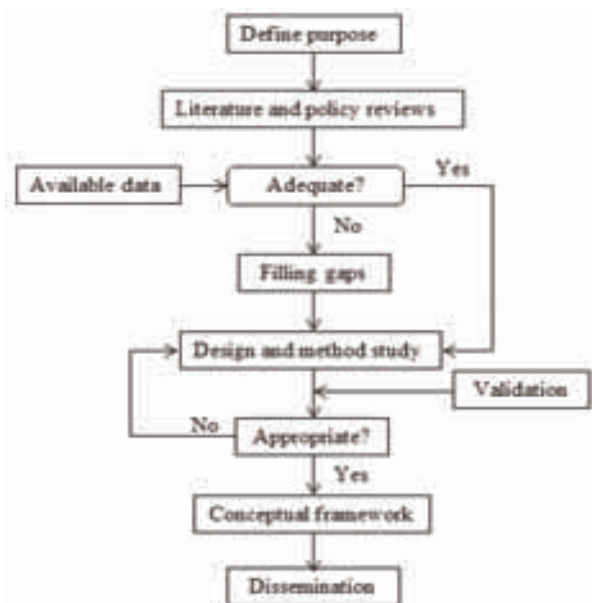 Define purpose
Literature and policy reviews
Yes
Available data
Adequate?
No
Filling gaps
Design and method study
Validation
No
Appropriate?
Yes
Conceptual framework
Dissemination